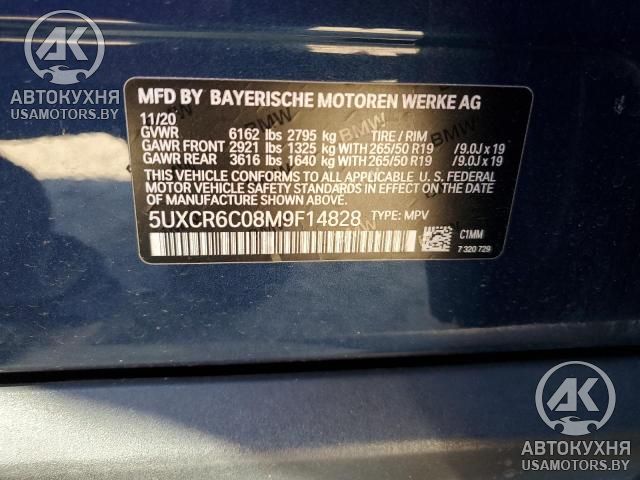 АВТОКУХНЯ
USAMOTORS.BY
MFD BY BAYERISCHE MOTOREN WERKE AG
11/20
GVWR 6162 lbs 2795 kg TIRE / RIM
GAWR FRONT 2921 lbs 1325 kg WITH 265/50 R19 /9.0J x 19
GAWR REAR 3616 lbs 1640 kg WITH 265/50 R19 /9.0J x 19
THIS VEHICLE CONFORMS TO ALL APPLICABLE U. S. FEDERAL
MOTOR VEHICLE SAFETY STANDARDS IN EFFECT ON THE DATE
OF MANUFACTURE SHOWN ABOVE.
5UXCR6C08M9F14828 TYPE: MPV
C1MM
7 320 729
АК
АВТОКУХНЯ
USAMOTORS.BY